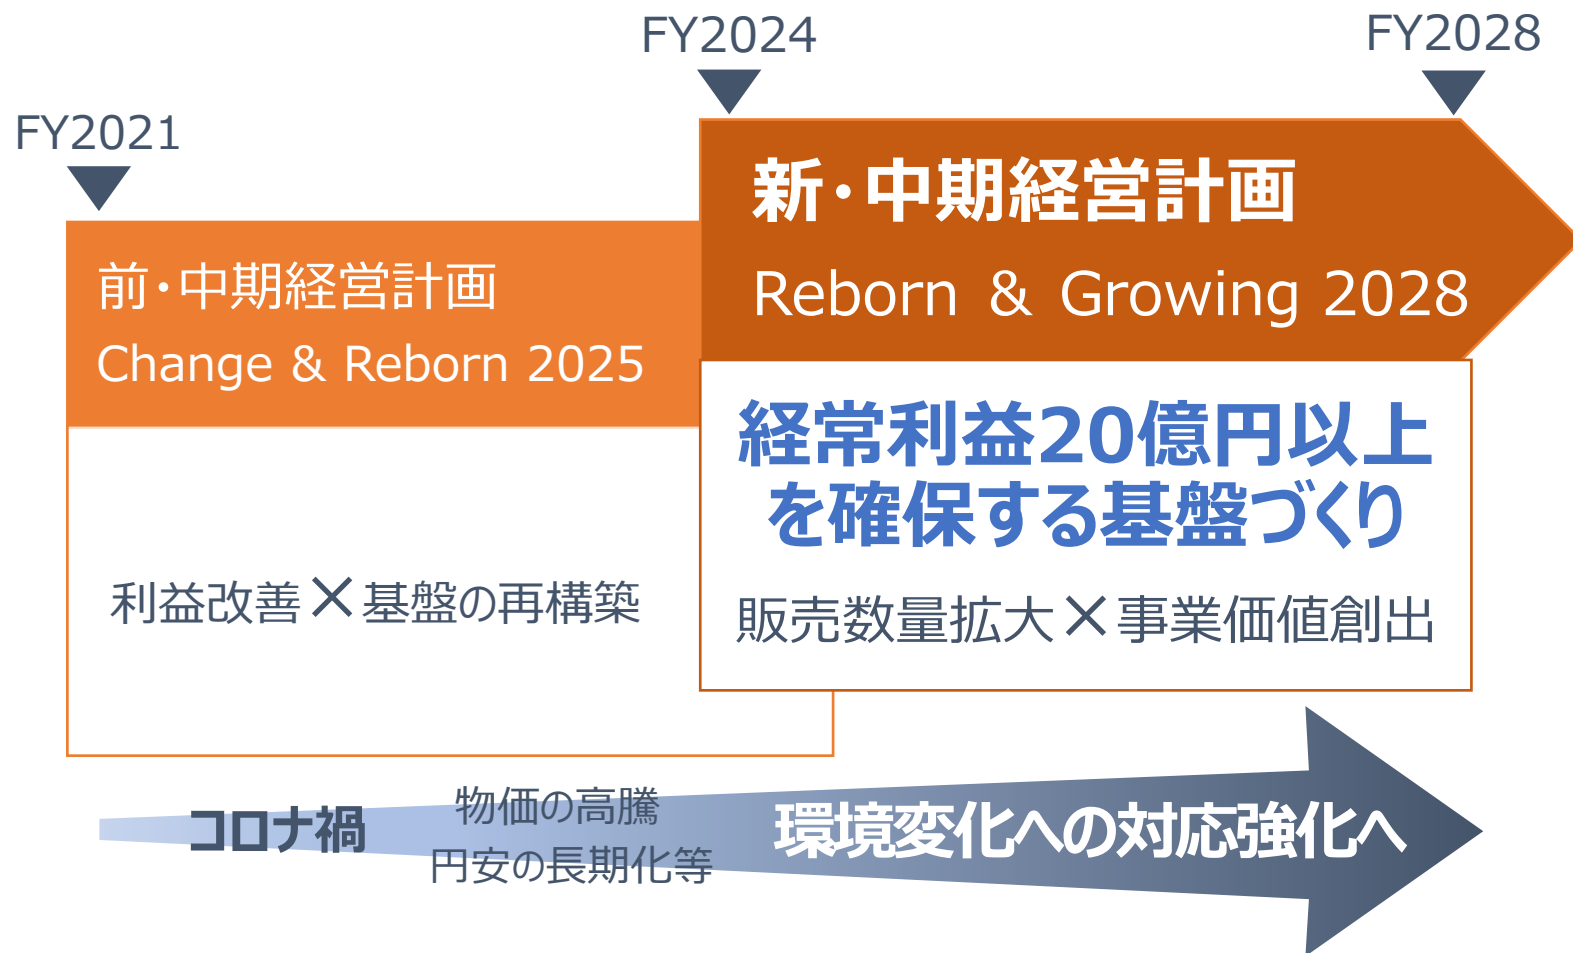 FY2021
FY2024
FY2028
前・中期経営計画
Change & Reborn 2025
利益改善×基盤の再構築
新・中期経営計画
Reborn & Growing 2028
経常利益20億円以上
を確保する基盤づくり
販売数量拡大×事業価値創出
コロナ禍
物価の高騰
円安の長期化等
環境変化への対応強化へ